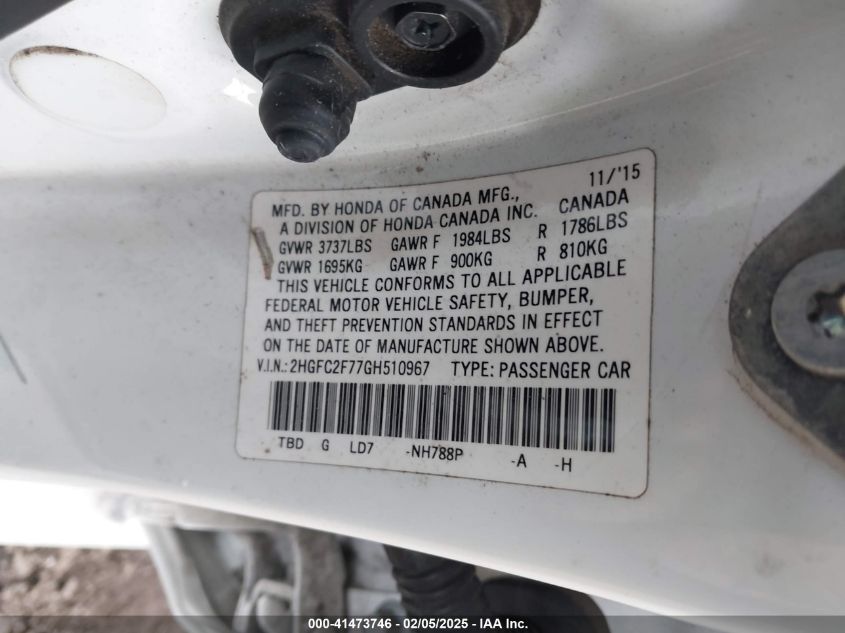 11/'15
MFD. BY HONDA OF CANADA MFG., CANADA
A DIVISION OF HONDA CANADA INC.
GVWR 3737LBS GAWR F 1984LBS R 1786LBS
GVWR 1695KG GAWR F 900KG R 810KG
THIS VEHICLE CONFORMS TO ALL APPLICABLE
FEDERAL MOTOR VEHICLE SAFETY, BUMPER,
AND THEFT PREVENTION STANDARDS IN EFFECT
ON THE DATE OF MANUFACTURE SHOWN ABOVE.
V.I.N.: 2HGFC2F77GH510967 TYPE: PASSENGER CAR
TBD G LD7 -NH788P -A -H
000-41473746 - 02/05/2025 - IAA Inc.